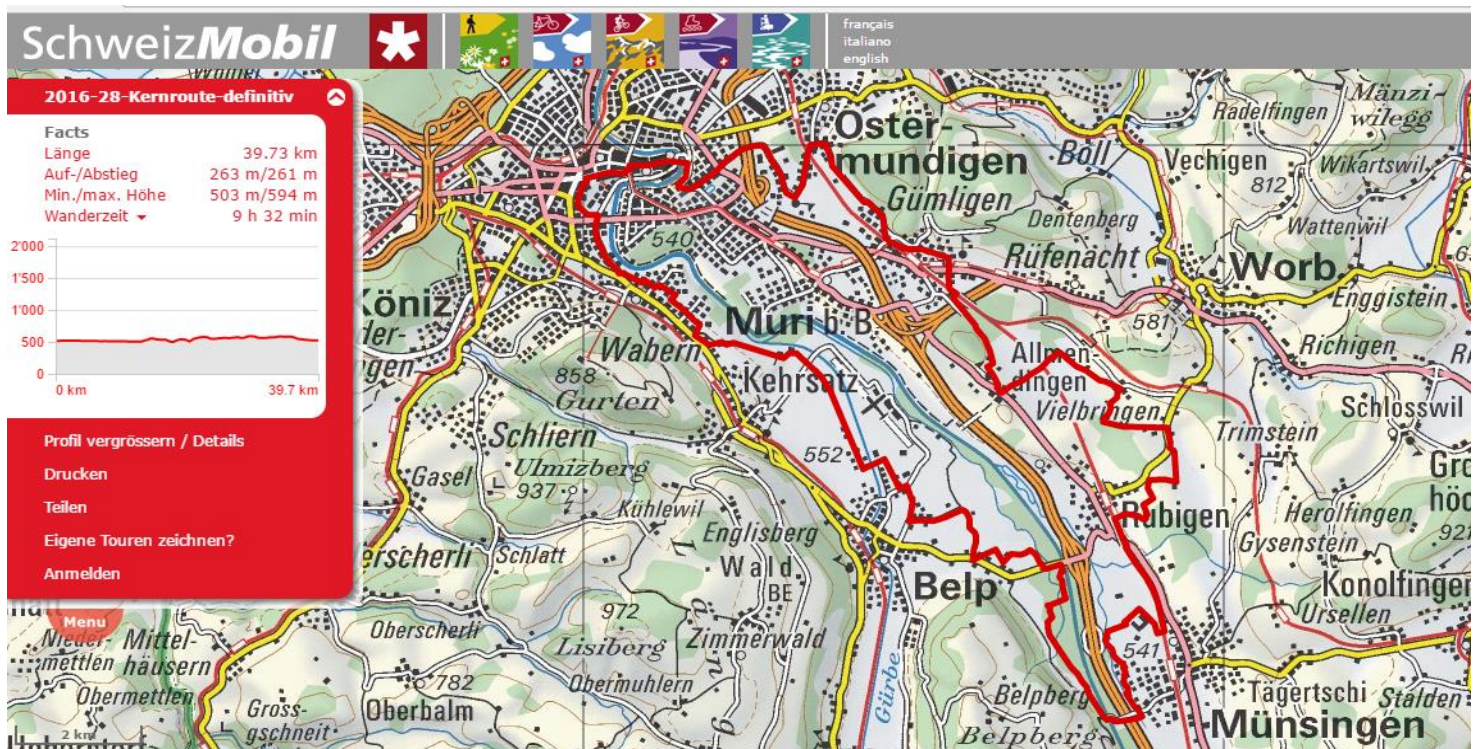 SchweizMobil
français
italiano
english
2016-28-Kernroute-definitiv
Facts
Länge 39.73 km
Auf-/Abstieg 263 m/261 m
Min./max. Höhe 503 m/594 m
Wanderzeit 9 h 32 min
2'000
1'500
1'000
500
0
0 km 39.7 km
Profil vergrössern / Details
Drucken
Teilen
Eigene Touren zeichnen?
Anmelden
Menu
2 km
Oster-
mundigen
Böll
Radelfingen
Mänzi-
wilegg
Vechigen
812
Wikartswil
Gümligen
Dentenberg
Wattenwil
540
Rüfenacht
Worb
Enggistein
Köniz
Muri b. B.
581
Richigen
Wabern
Allmen-
dingen
858
Gurten
Kehrsatz
Vielbringen
Schlosswil
Schliern
Trimstein
552
Gasel
Ulmizberg
937
Rubigen
Herolfingen
921
Kühlewil
Gysenstein
Englisberg
Schlatt
Wald
BE
Belp
Konolfingen
Ursellen
972
Oberscherli
Lisiberg
Zimmerwald
541
Nieder-
mettlen
Mittel-
häusern
782
Obermuhlern
Gürbe
Belpberg
Tägertschi
Stalden
Obermettlen
Gross-
gschneit
Oberbalm
Belpberg
Münsingen